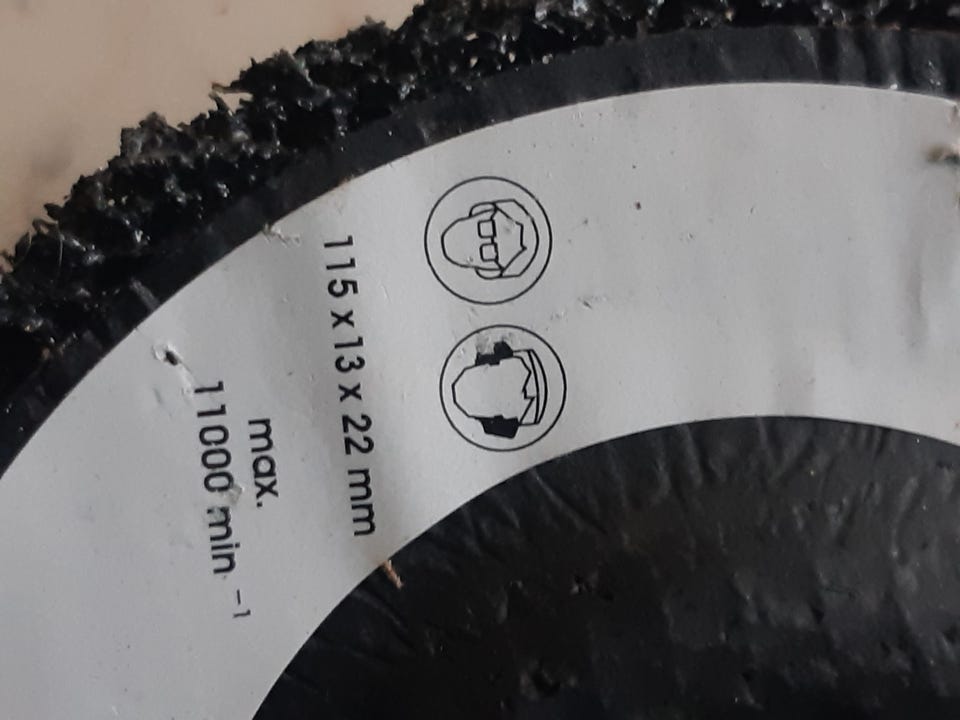 115 x 13 x 22 mm
max.
11000 min ⁻¹